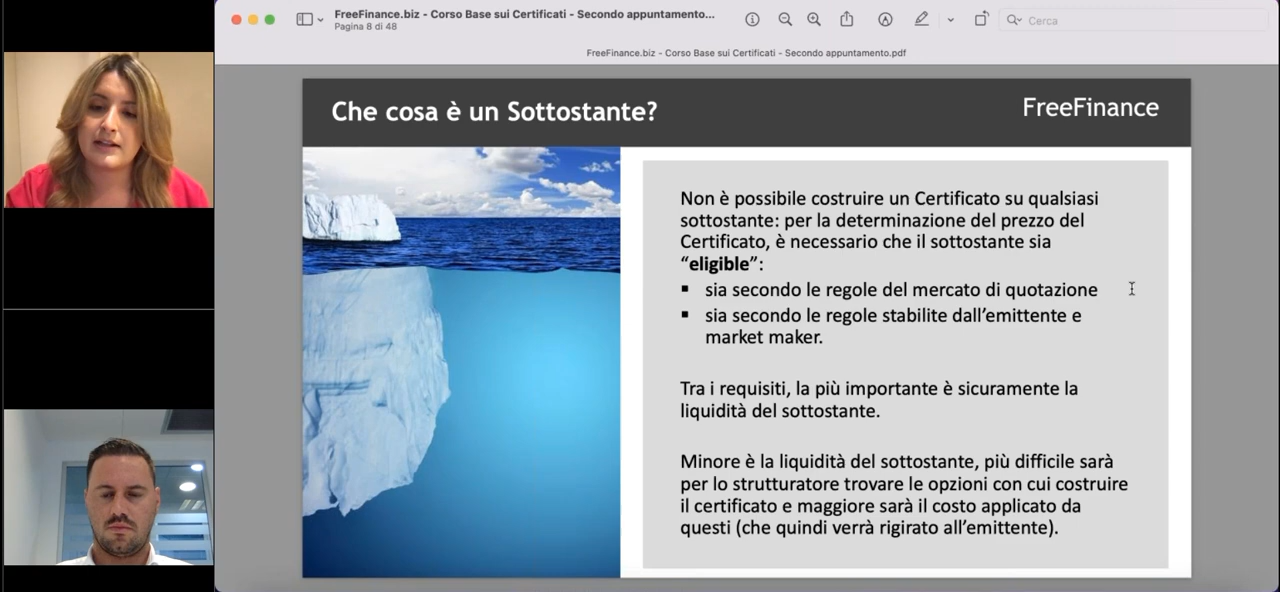 FreeFinance.biz - Corso Base sui Certificati - Secondo appuntamento...
Pagina 8 di 48
Cerca
FreeFinance.biz - Corso Base sui Certificati - Secondo appuntamento.pdf
Che cosa è un Sottostante?
FreeFinance
Non è possibile costruire un Certificato su qualsiasi
sottostante: per la determinazione del prezzo del
Certificato, è necessario che il sottostante sia
“eligible”:
▪ sia secondo le regole del mercato di quotazione
▪ sia secondo le regole stabilite dall’emittente e
market maker.
Tra i requisiti, la più importante è sicuramente la
liquidità del sottostante.
Minore è la liquidità del sottostante, più difficile sarà
per lo strutturatore trovare le opzioni con cui costruire
il certificato e maggiore sarà il costo applicato da
questi (che quindi verrà rigirato all’emittente).